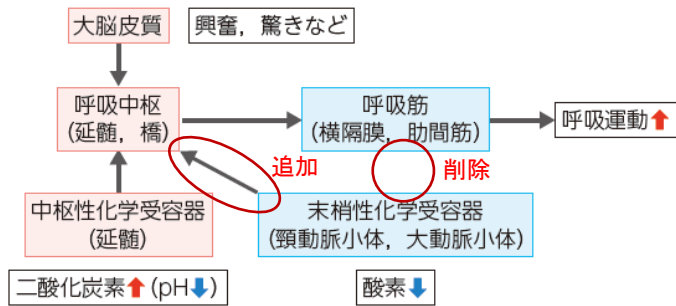 大脳皮質
興奮，驚きなど
呼吸中枢
(延髄，橋)
呼吸筋
(横隔膜，肋間筋)
呼吸運動⬆
追加
削除
中枢性化学受容器
(延髄)
末梢性化学受容器
(頸動脈小体，大動脈小体)
二酸化炭素⬆(pH⬇)
酸素⬇